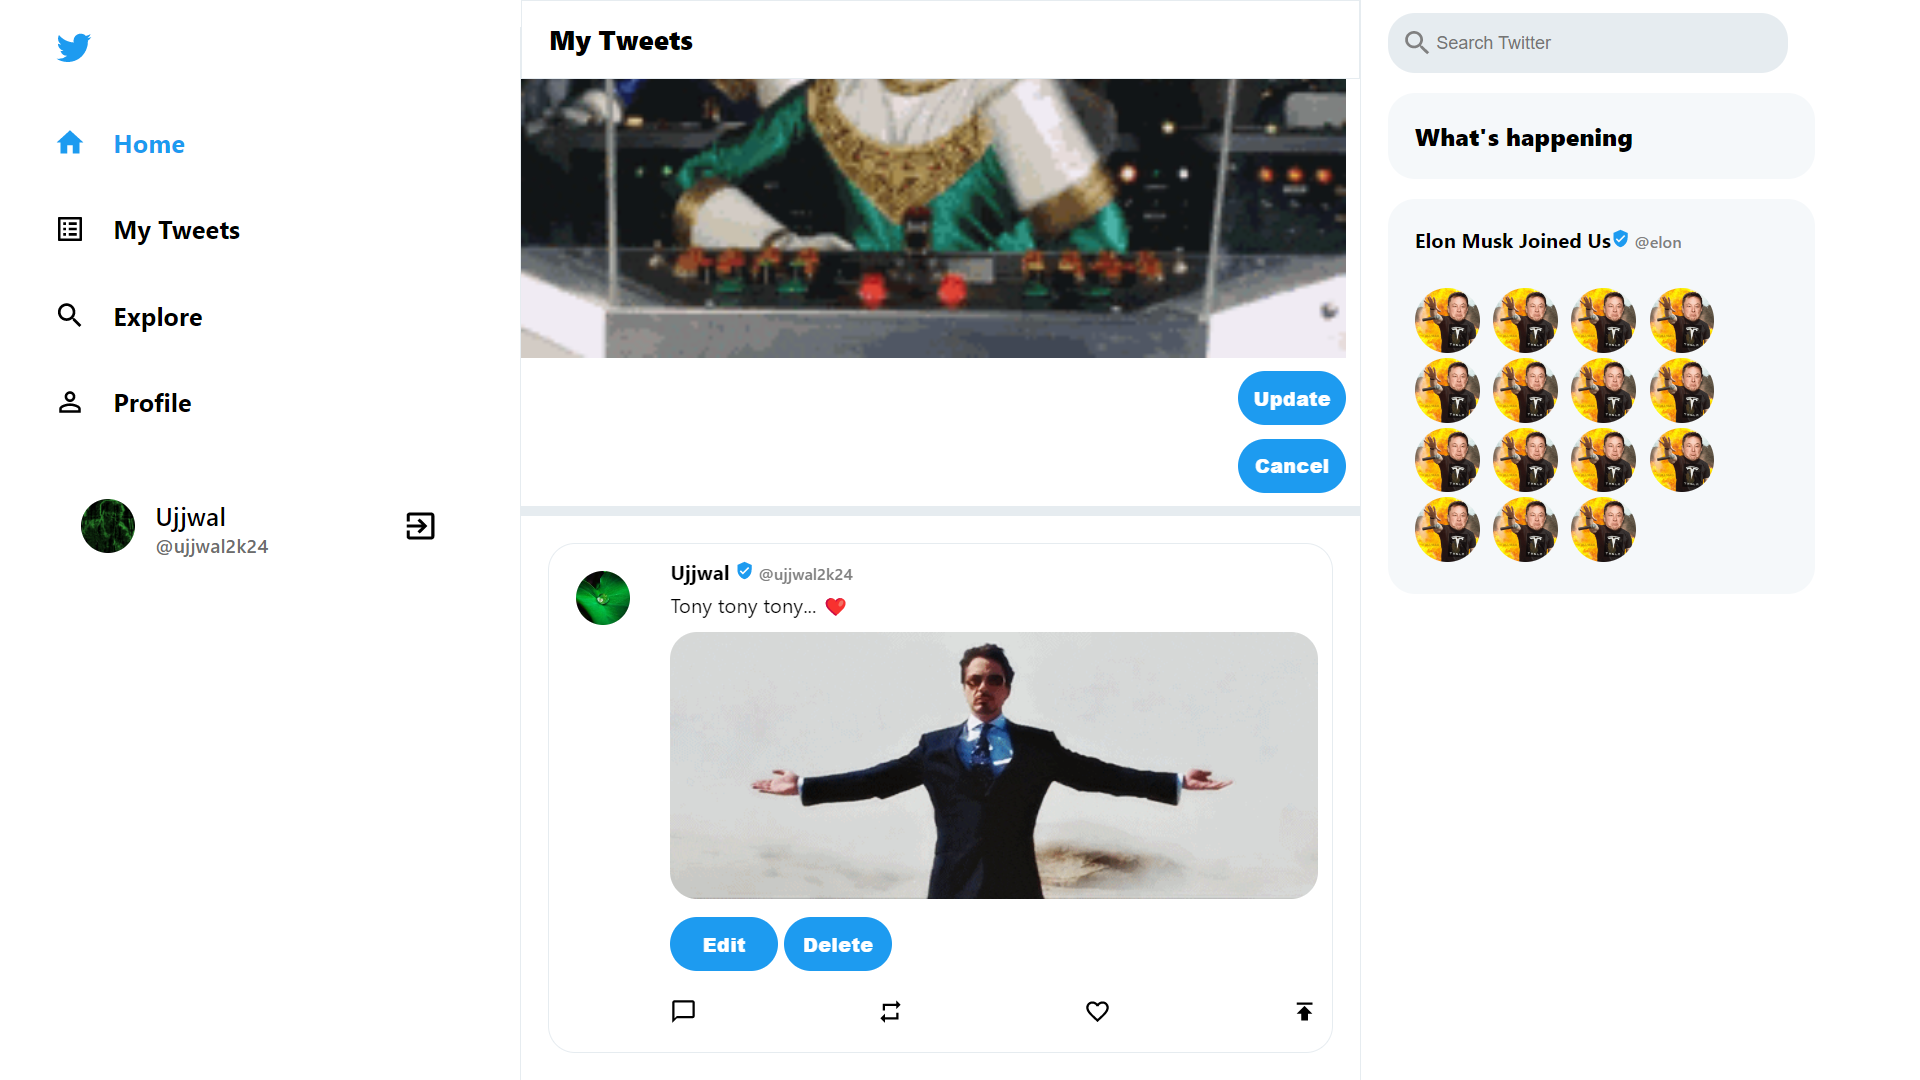 Home
My Tweets
Explore
Profile
Ujjwal
@ujjwal2k24
My Tweets
Update
Cancel
Ujjwal @ujjwal2k24
Tony tony tony... ❤️
Edit
Delete
Search Twitter
What's happening
Elon Musk Joined Us @elon